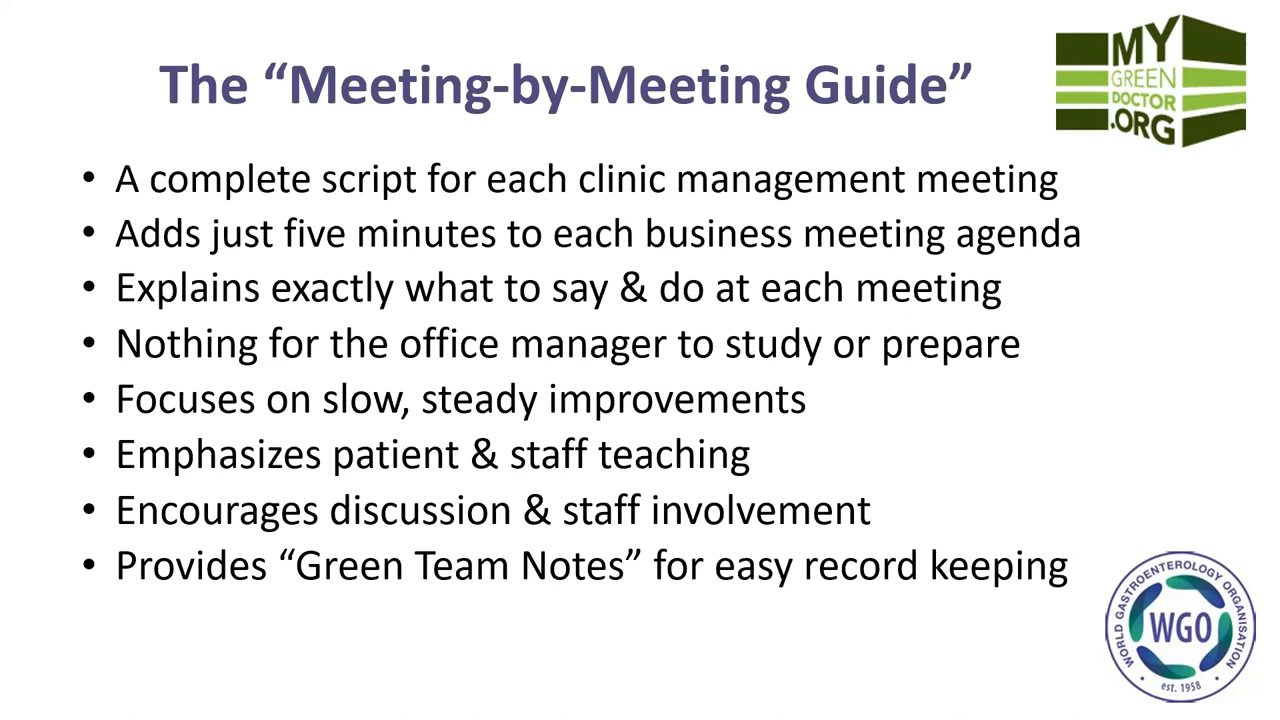 The “Meeting-by-Meeting Guide”
MY
GREEN
DOCTOR
.ORG
• A complete script for each clinic management meeting
• Adds just five minutes to each business meeting agenda
• Explains exactly what to say & do at each meeting
• Nothing for the office manager to study or prepare
• Focuses on slow, steady improvements
• Emphasizes patient & staff teaching
• Encourages discussion & staff involvement
• Provides “Green Team Notes” for easy record keeping
WORLD GASTROENTEROLOGY ORGANISATION
WGO
est. 1958